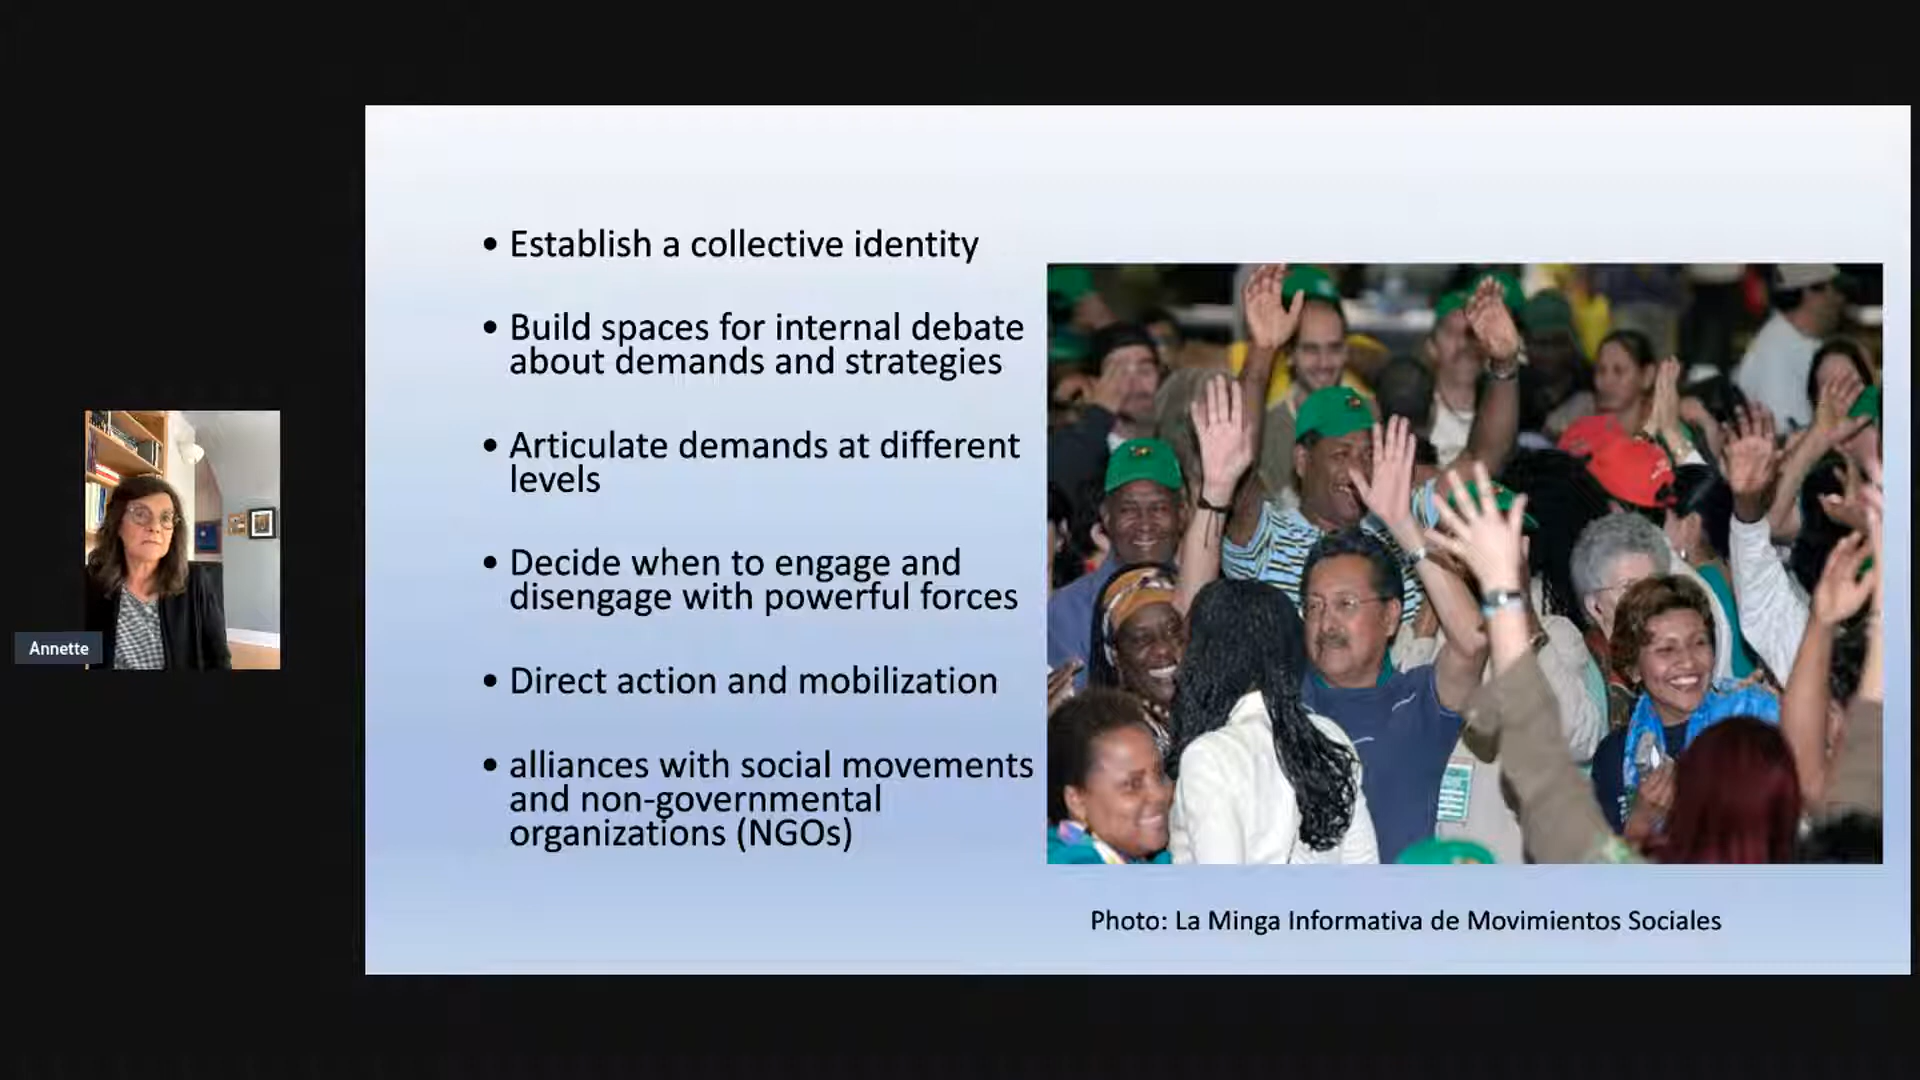 • Establish a collective identity
• Build spaces for internal debate
about demands and strategies
• Articulate demands at different
levels
• Decide when to engage and
disengage with powerful forces
• Direct action and mobilization
• alliances with social movements
and non-governmental
organizations (NGOs)
Photo: La Minga Informativa de Movimientos Sociales
Annette